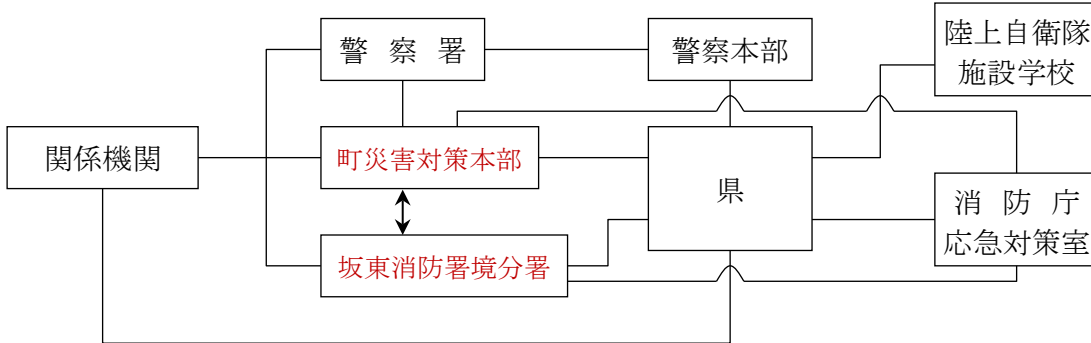 警察署
警察本部
陸上自衛隊
施設学校
関係機関
町災害対策本部
県
消防庁
応急対策室
坂東消防署境分署